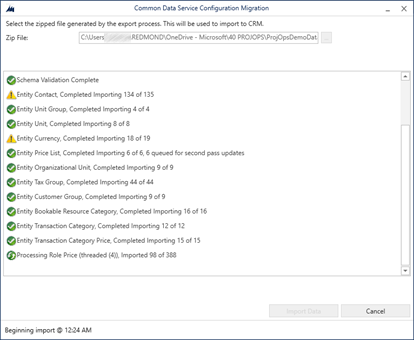 Common Data Service Configuration Migration
Select the zipped file generated by the export process. This will be used to import to CRM.
Zip File: C:\Users\ .REDMOND\OneDrive - Microsoft\40 PROJOPS\ProjOpsDemoDat ...
Schema Validation Complete
Entity Contact, Completed Importing 134 of 135
Entity Unit Group, Completed Importing 4 of 4
Entity Unit, Completed Importing 8 of 8
Entity Currency, Completed Importing 18 of 19
Entity Price List, Completed Importing 6 of 6, 6 queued for second pass updates
Entity Organizational Unit, Completed Importing 9 of 9
Entity Tax Group, Completed Importing 44 of 44
Entity Customer Group, Completed Importing 9 of 9
Entity Bookable Resource Category, Importing 16 of 16
Entity Transaction Category, Completed Importing 12 of 12
Entity Transaction Category Price, Completed Importing 15 of 15
Processing Role Price (threaded (4)), Imported 98 of 388
Import Data Cancel
Beginning import @ 12:24 AM